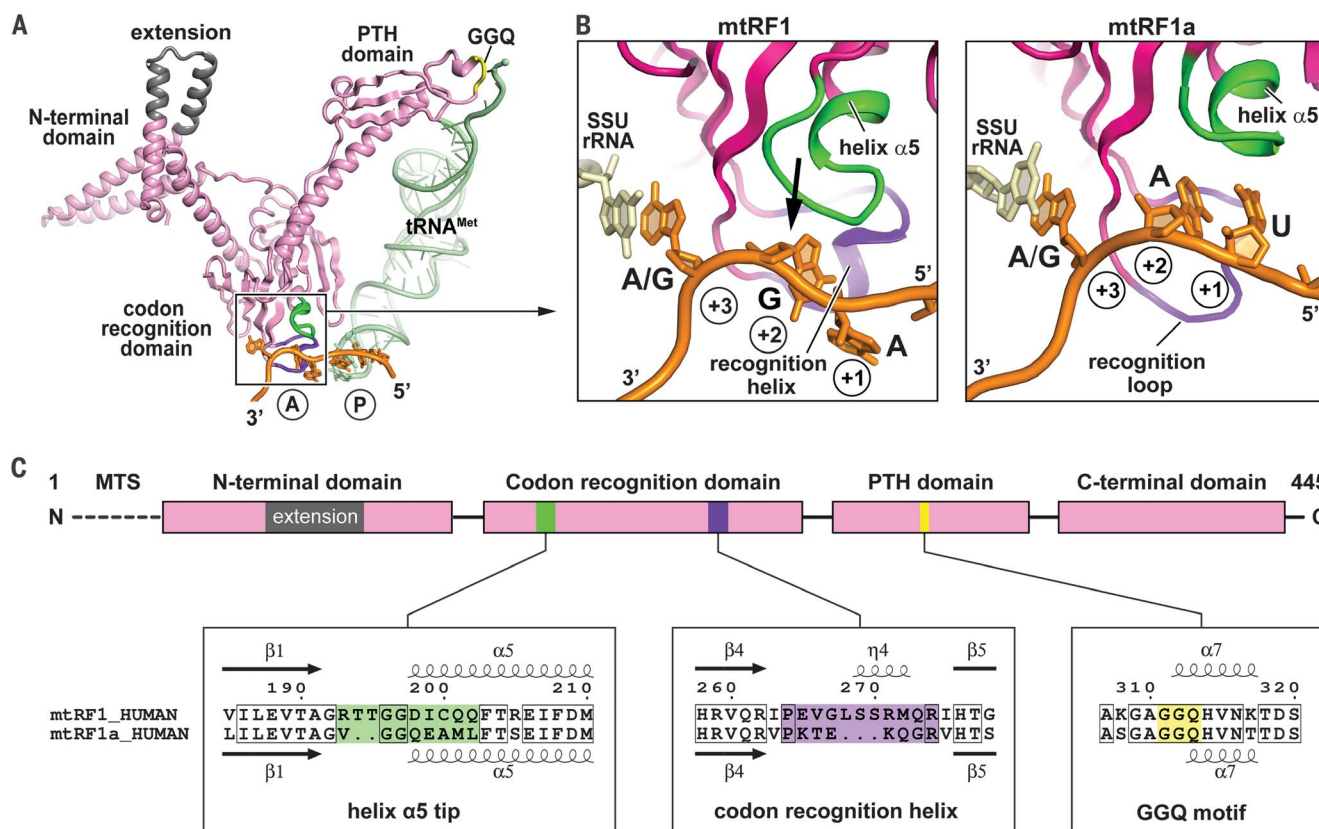 A
extension
PTH
domain
GGQ
N-terminal
domain
tRNA^Met
codon
recognition
domain
3'
A
P
5'
B
mtRF1
SSU
rRNA
helix α5
A/G
+3
G
+2
A
+1
5'
3'
recognition
helix
mtRF1a
SSU
rRNA
helix α5
A
U
A/G
+3
+2
+1
5'
3'
recognition
loop
C
1 MTS N-terminal domain Codon recognition domain PTH domain C-terminal domain 445
N extension
β1 α5
190 200 210
mtRF1_HUMAN VILEVTAGRTTGGDICQQFTREIFDM
mtRF1a_HUMAN LILEVTAGV..GGQEAMLFTSEIFDM
β1 α5
helix α5 tip
β4 η4 β5
260 270
HRVQRIPEVGLSSRMQRIHTG
HRVQRVPKTE...KQGRVHTS
β4 β5
codon recognition helix
α7
310 320
AKGAGGQHVNKTDS
ASGAGGQHVNTTDS
α7
GGQ motif